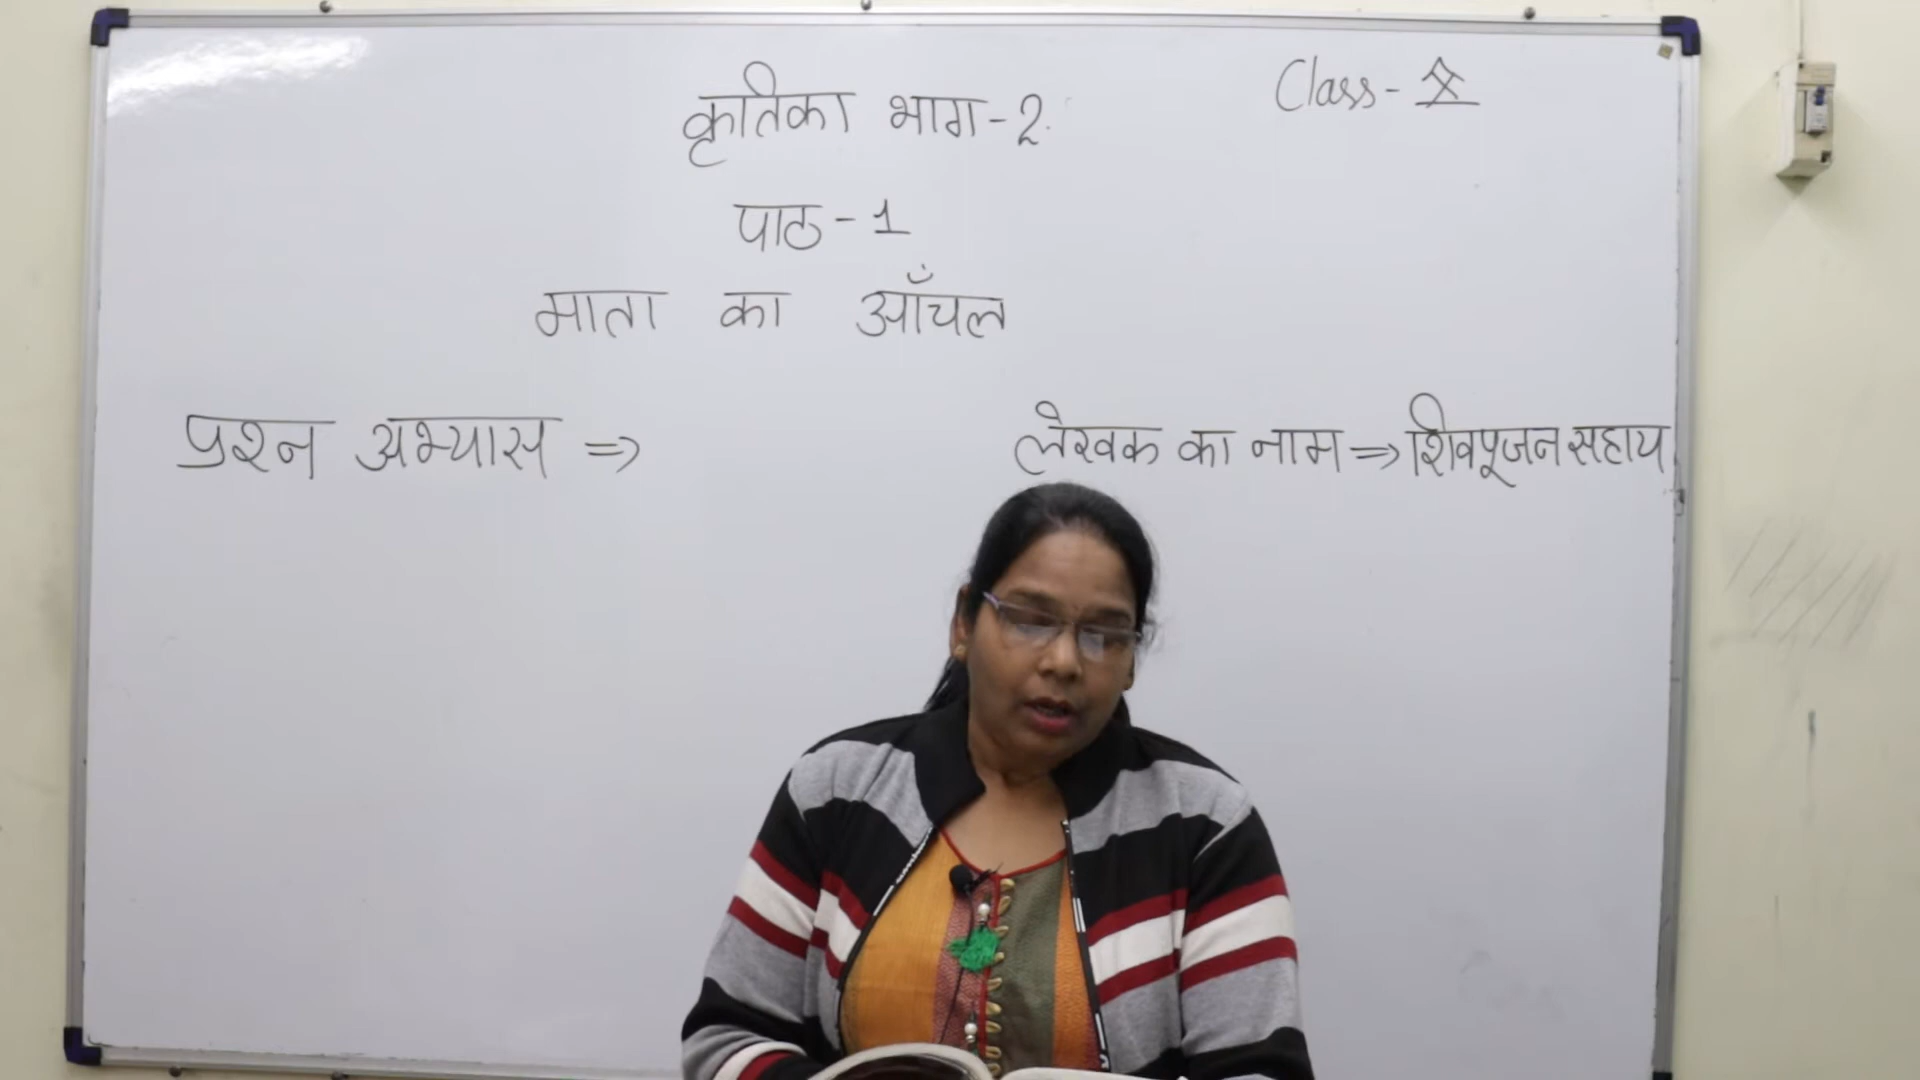 कृतिका भाग-2
Class- X
पाठ-1
माता का आँचल
प्रश्न अभ्यास ⇒
लेखक का नाम ⇒ शिवपूजन सहाय